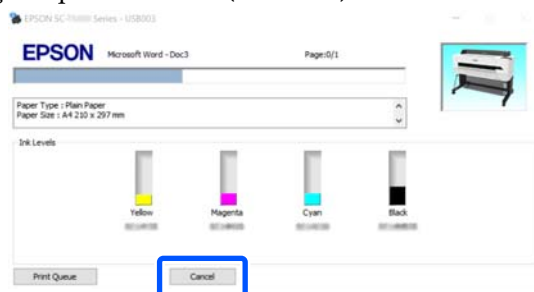 EPSON SC- Series - USB003
EPSON Microsoft Word - Doc3 Page:0/1
Paper Type : Plain Paper
Paper Size : A4 210 x 297 mm
Ink Levels
Yellow Magenta Cyan Black
Print Queue Cancel